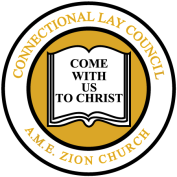 CONNECTIONAL LAY COUNCIL
COME
WITH
US
TO CHRIST
A.M.E. ZION CHURCH